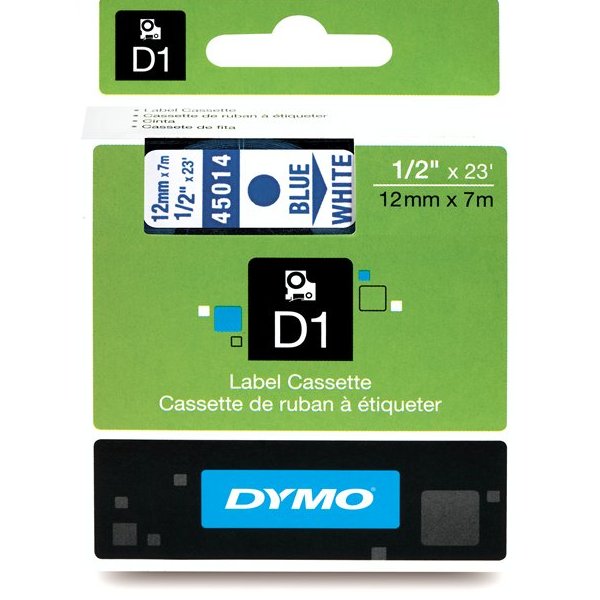 D1
Label Cassette
Cassette de ruban à étiqueter
Cinta
Cassete de fita
12mm x 7m
1/2" x 23'
45014
BLUE
WHITE
1/2" x 23'
12mm x 7m
D1
Label Cassette
Cassette de ruban à étiqueter
DYMO